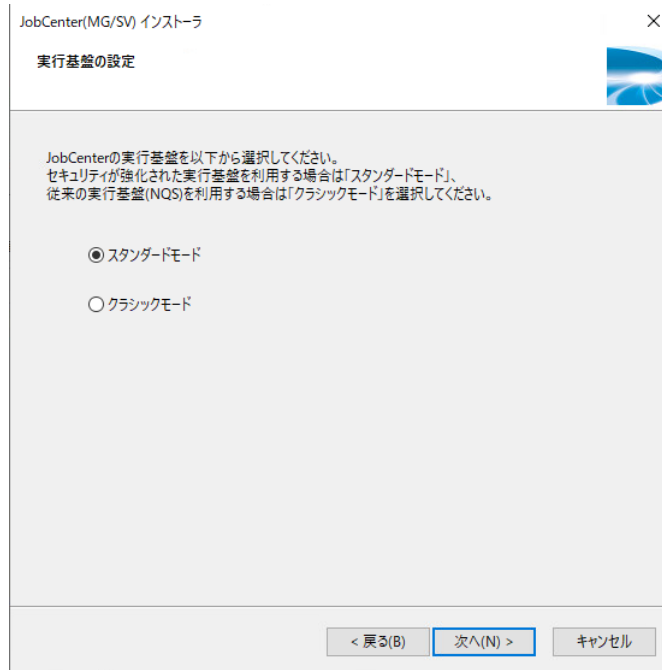 JobCenter(MG/SV) インストーラ
実行基盤の設定
JobCenterの実行基盤を以下から選択してください。
セキュリティが強化された実行基盤を利用する場合は「スタンダードモード」、
従来の実行基盤(NQS)を利用する場合は「クラシックモード」を選択してください。
スタンダードモード
クラシックモード
< 戻る(B)
次へ(N) >
キャンセル